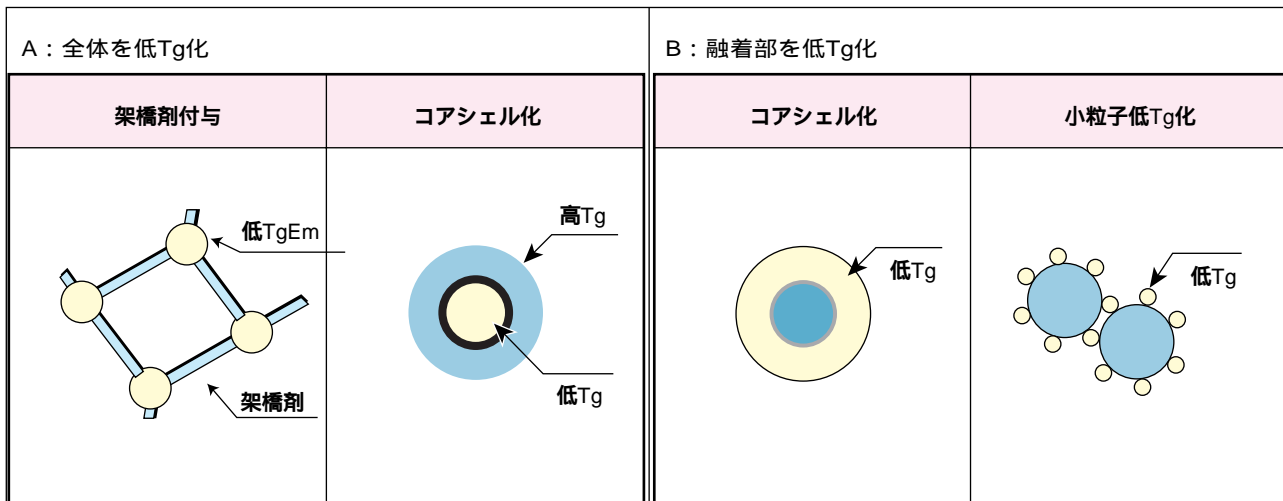 A：全体を低Tg化
B：融着部を低Tg化
架橋剤付与
コアシェル化
コアシェル化
小粒子低Tg化
低TgEm
架橋剤
高Tg
低Tg
低Tg
低Tg